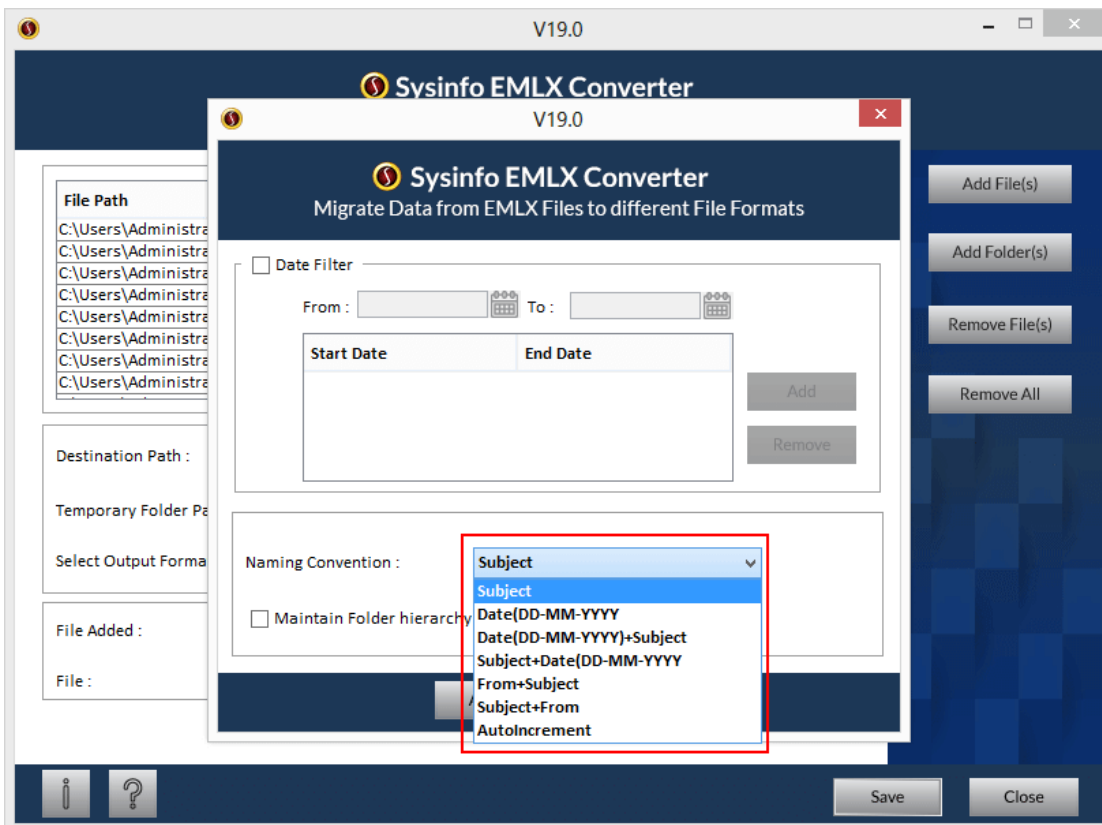 V19.0
Sysinfo EMLX Converter
V19.0
Sysinfo EMLX Converter
Migrate Data from EMLX Files to different File Formats
File Path
C:\Users\Administra
C:\Users\Administra
C:\Users\Administra
C:\Users\Administra
C:\Users\Administra
C:\Users\Administra
C:\Users\Administra
C:\Users\Administra
Destination Path :
Temporary Folder Pa
Select Output Forma
File Added :
File :
Date Filter
From : To :
Start Date End Date
Add
Remove
Naming Convention : Subject
Subject
Date(DD-MM-YYYY
Date(DD-MM-YYYY)+Subject
Subject+Date(DD-MM-YYYY
From+Subject
Subject+From
AutoIncrement
Maintain Folder hierarchy
Add File(s)
Add Folder(s)
Remove File(s)
Remove All
Save Close